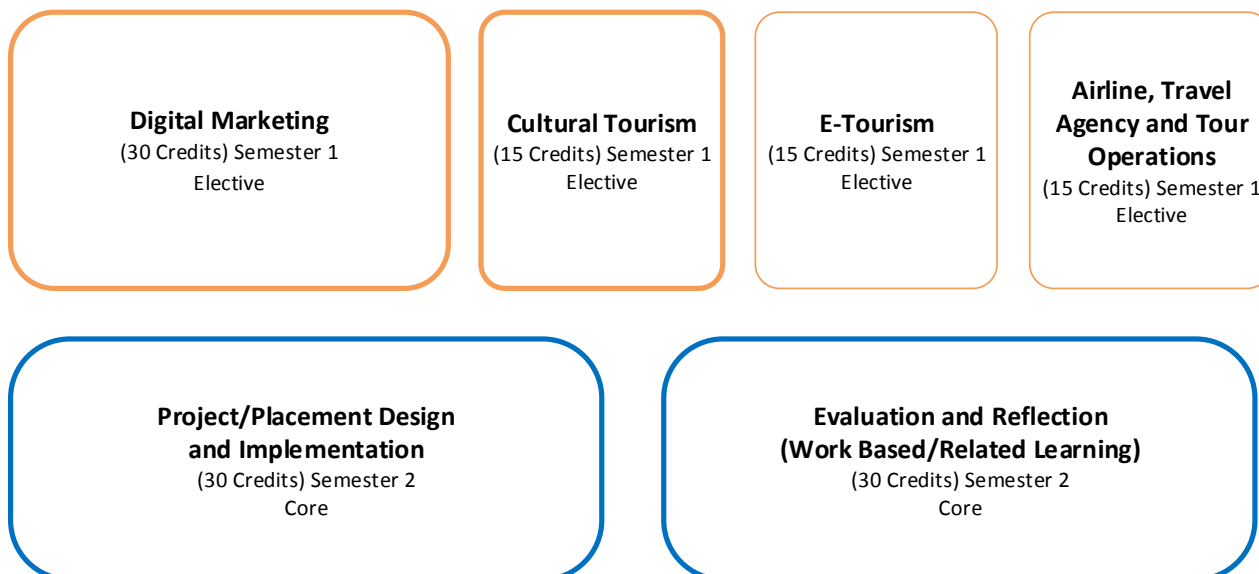 Digital Marketing
(30 Credits) Semester 1
Elective
Cultural Tourism
(15 Credits) Semester 1
Elective
E-Tourism
(15 Credits) Semester 1
Elective
Airline, Travel
Agency and Tour
Operations
(15 Credits) Semester 1
Elective
Project/Placement Design
and Implementation
(30 Credits) Semester 2
Core
Evaluation and Reflection
(Work Based/Related Learning)
(30 Credits) Semester 2
Core